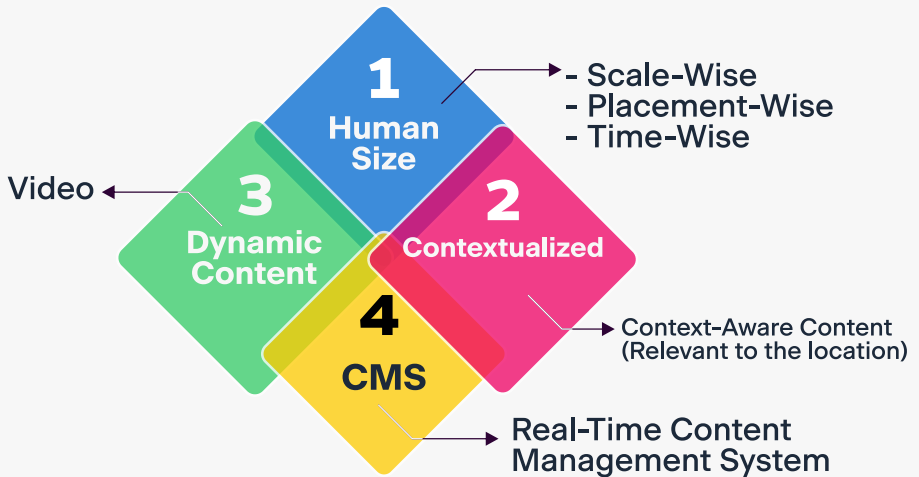 1
Human
Size
- Scale-Wise
- Placement-Wise
- Time-Wise
2
Contextualized
Context-Aware Content
(Relevant to the location)
3
Dynamic
Content
Video
4
CMS
Real-Time Content
Management System